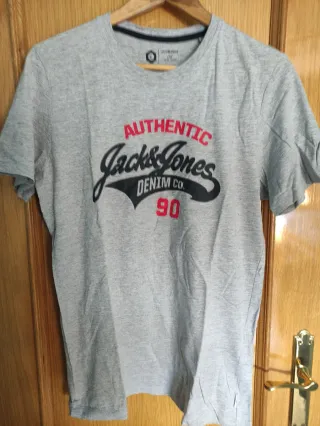 AUTHENTIC
Jack&Jones
DENIM CO.
90